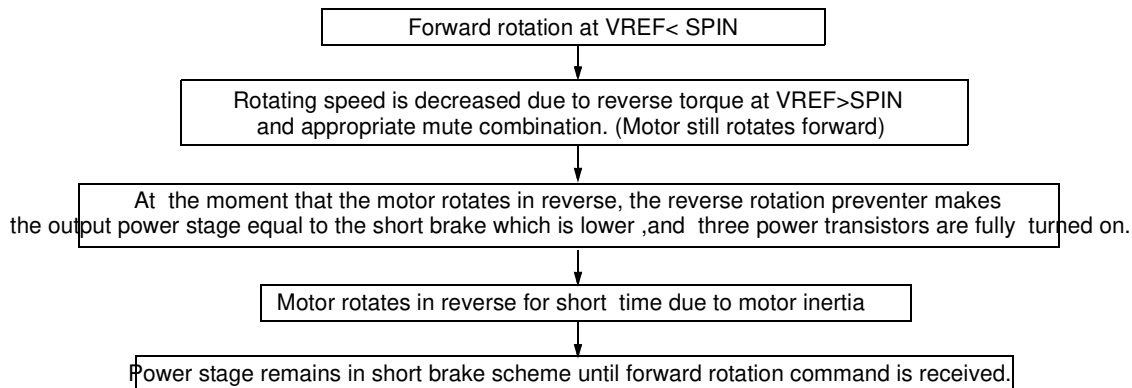 Forward rotation at VREF< SPIN
Rotating speed is decreased due to reverse torque at VREF>SPIN
and appropriate mute combination. (Motor still rotates forward)
At the moment that the motor rotates in reverse, the reverse rotation preventer makes
the output power stage equal to the short brake which is lower ,and three power transistors are fully turned on.
Motor rotates in reverse for short time due to motor inertia
Power stage remains in short brake scheme until forward rotation command is received.